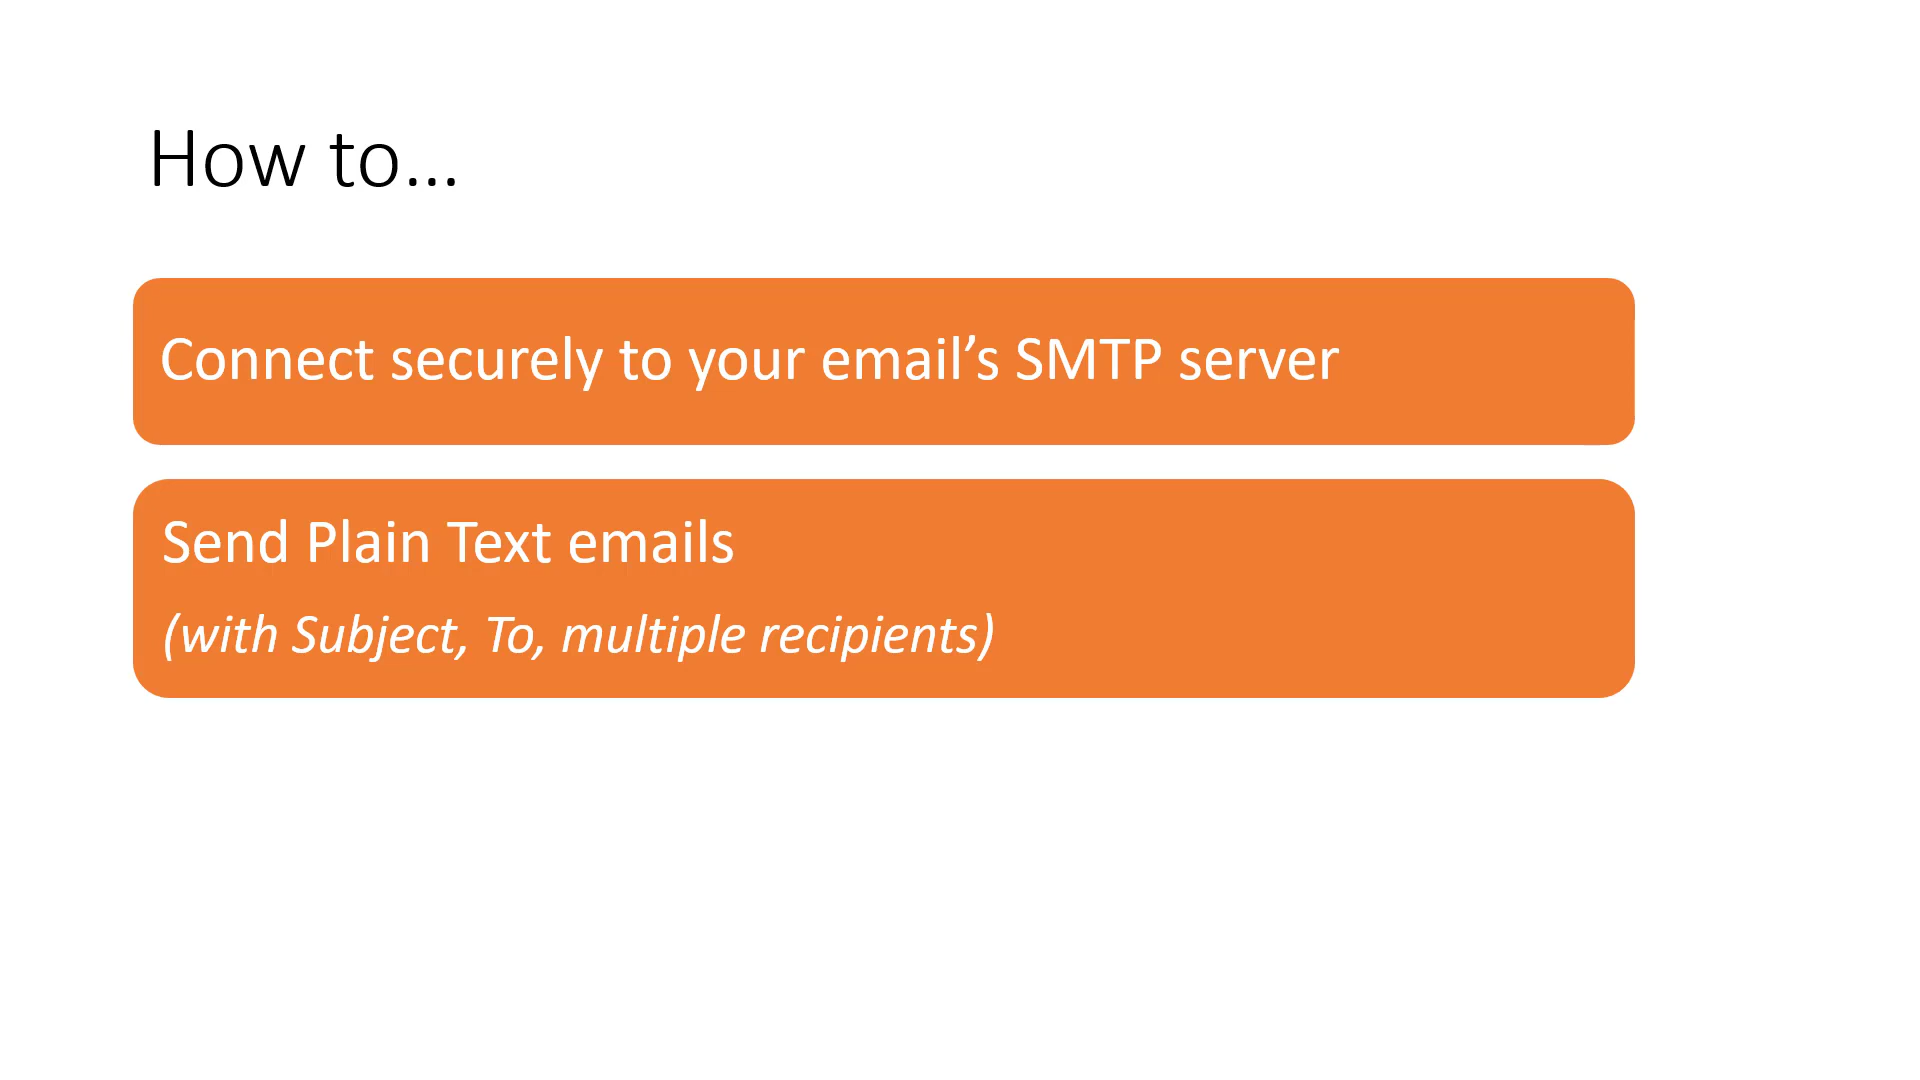 How to...
Connect securely to your email’s SMTP server
Send Plain Text emails
(with Subject, To, multiple recipients)